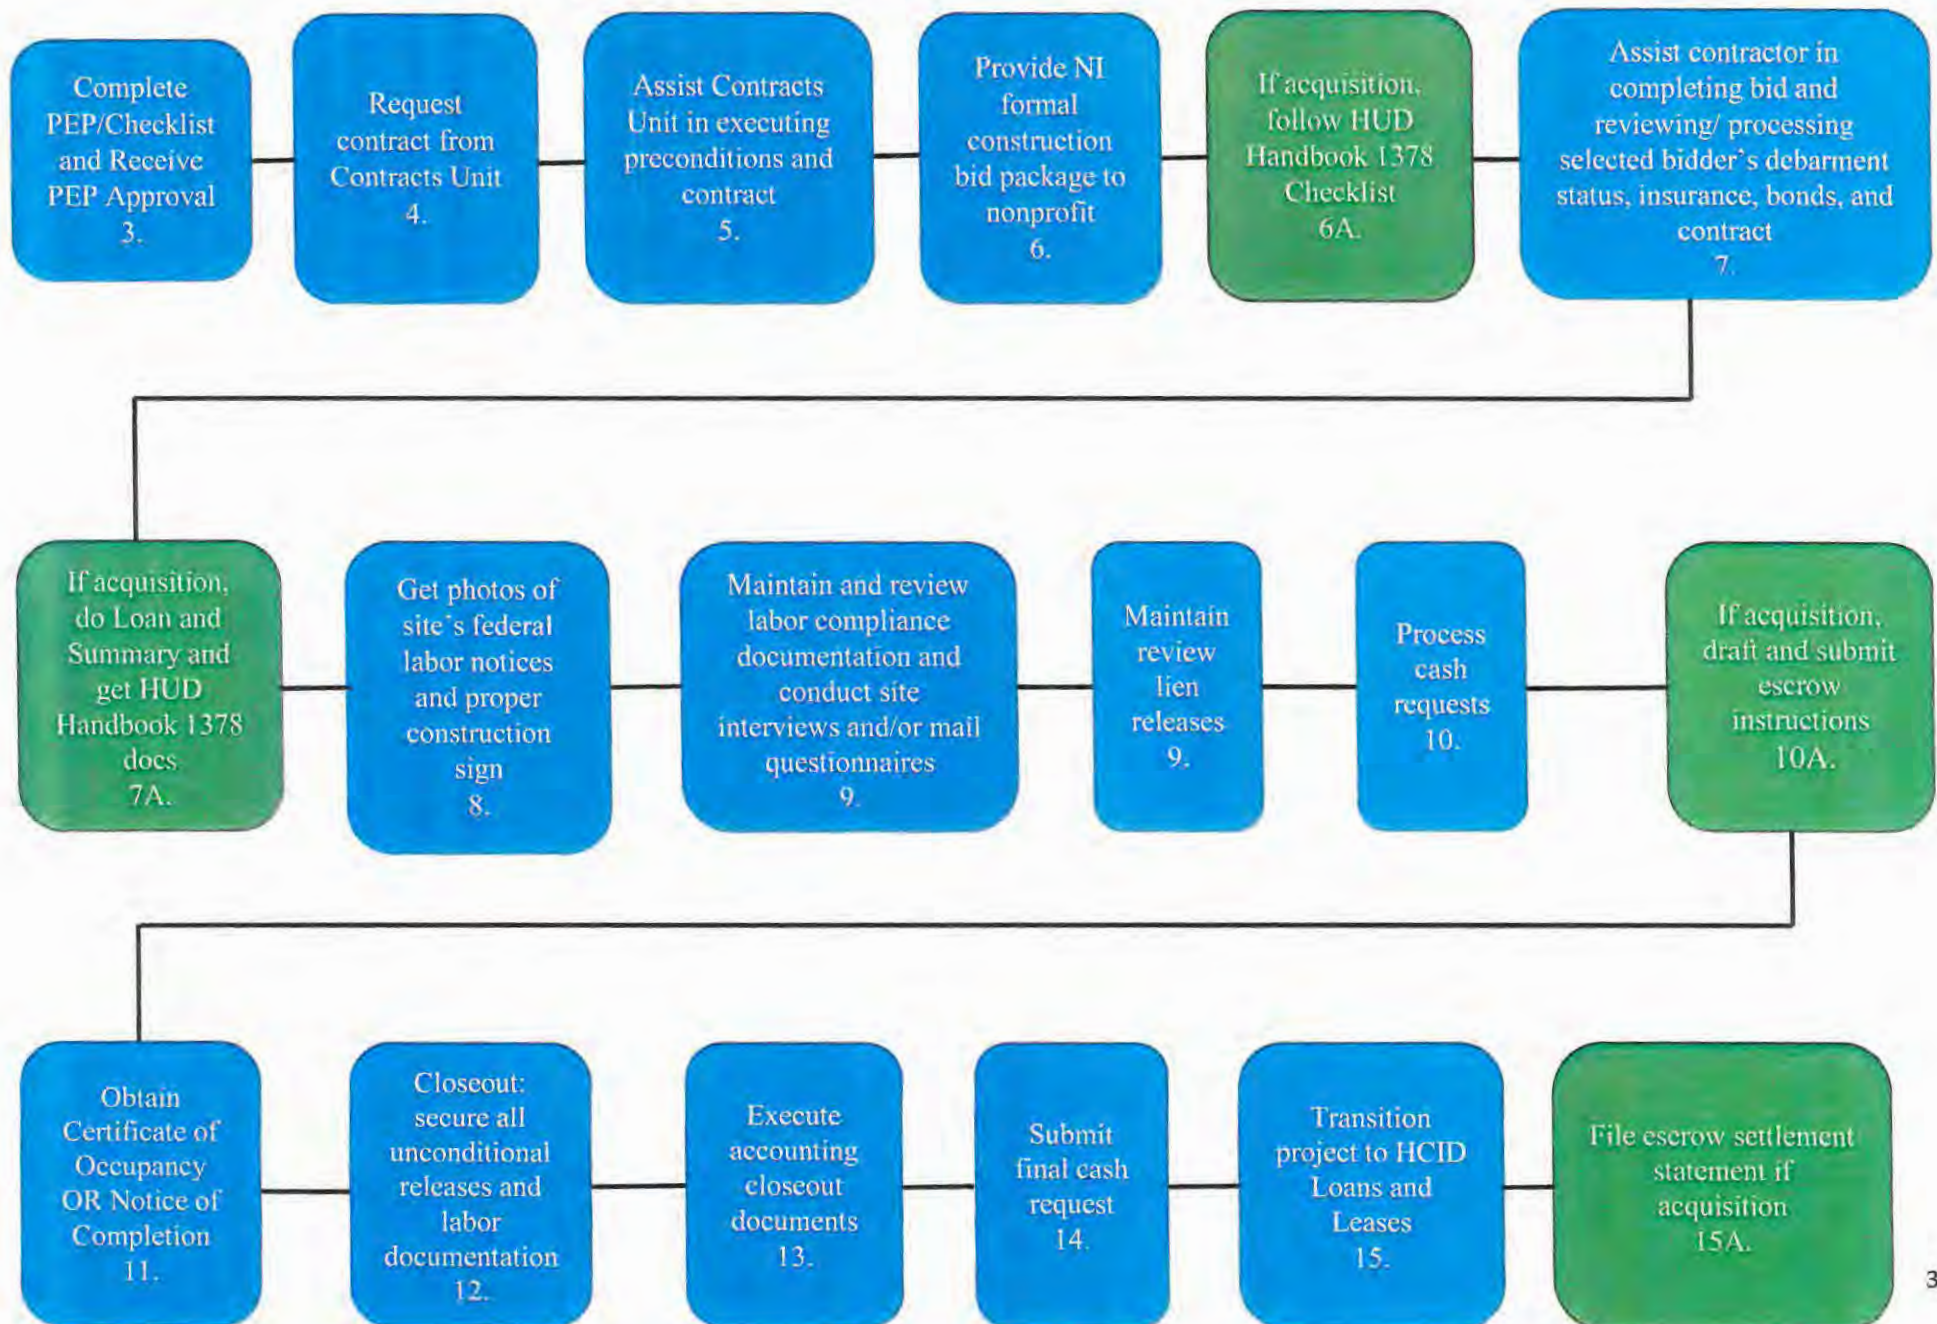 Complete
PEP/Checklist
and Receive
PEP Approval
3.
Request
contract from
Contracts Unit
4.
Assist Contracts
Unit in executing
preconditions and
contract
5.
Provide NI
formal
construction
bid package to
nonprofit
6.
If acquisition,
follow HUD
Handbook 1378
Checklist
6A.
Assist contractor in
completing bid and
reviewing/ processing
selected bidder's debarment
status, insurance, bonds, and
contract
7.
If acquisition,
do Loan and
Summary and
get HUD
Handbook 1378
docs
7A.
Get photos of
site's federal
labor notices
and proper
construction
sign
8.
Maintain and review
labor compliance
documentation and
conduct site
interviews and/or mail
questionnaires
9.
Maintain
review
lien
releases
9.
Process
cash
requests
10.
If acquisition,
draft and submit
escrow
instructions
10A.
Obtain
Certificate of
Occupancy
OR Notice of
Completion
11.
Closeout:
secure all
unconditional
releases and
labor
documentation
12.
Execute
accounting
closeout
documents
13.
Submit
final cash
request
14.
Transition
project to HCID
Loans and
Leases
15.
File escrow settlement
statement if
acquisition
15A.
3